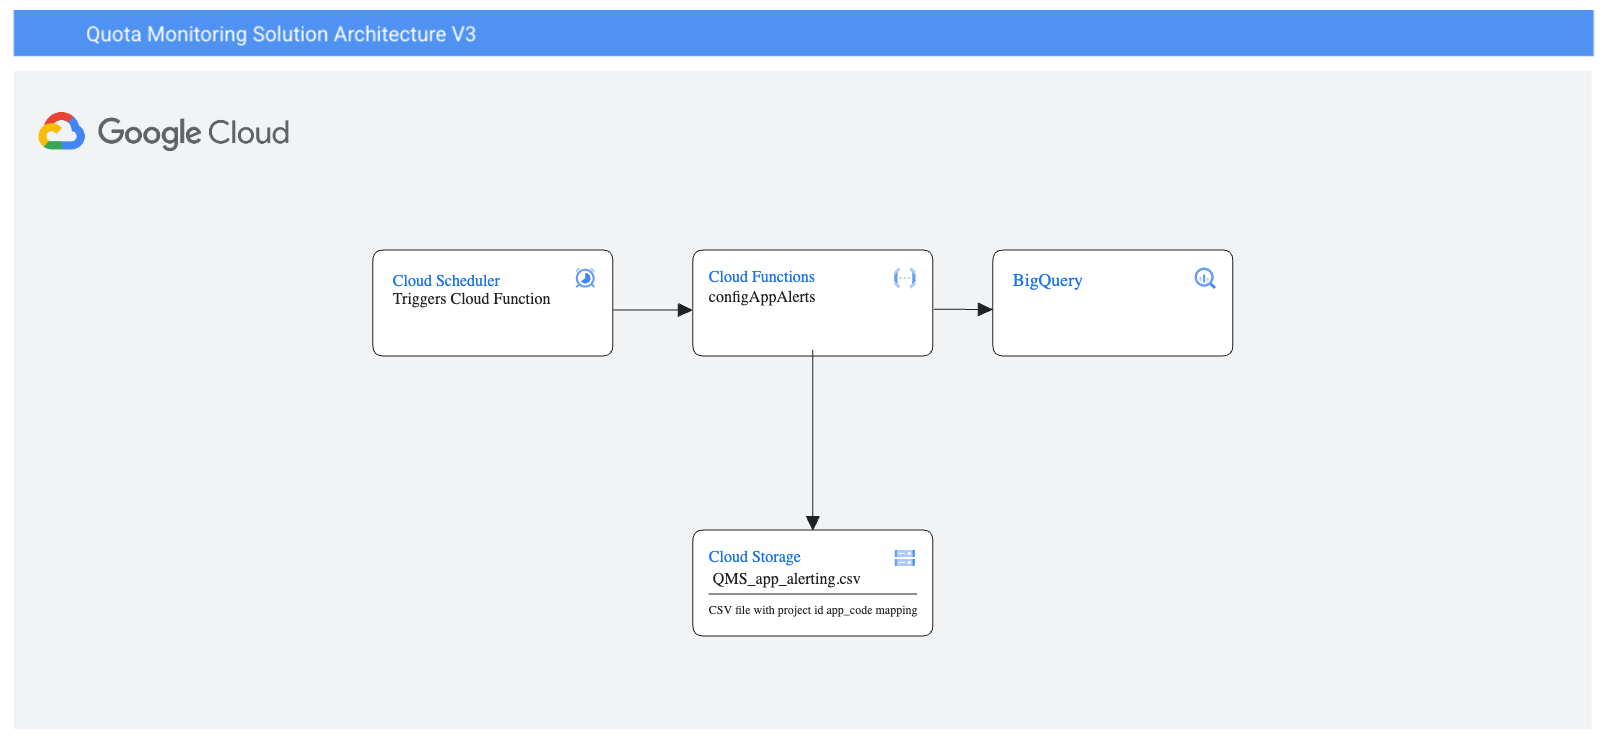 Quota Monitoring Solution Architecture V3
Google Cloud
Cloud Scheduler
Triggers Cloud Function
Cloud Functions
configAppAlerts
BigQuery
Cloud Storage
QMS_app_alerting.csv
CSV file with project id app_code mapping